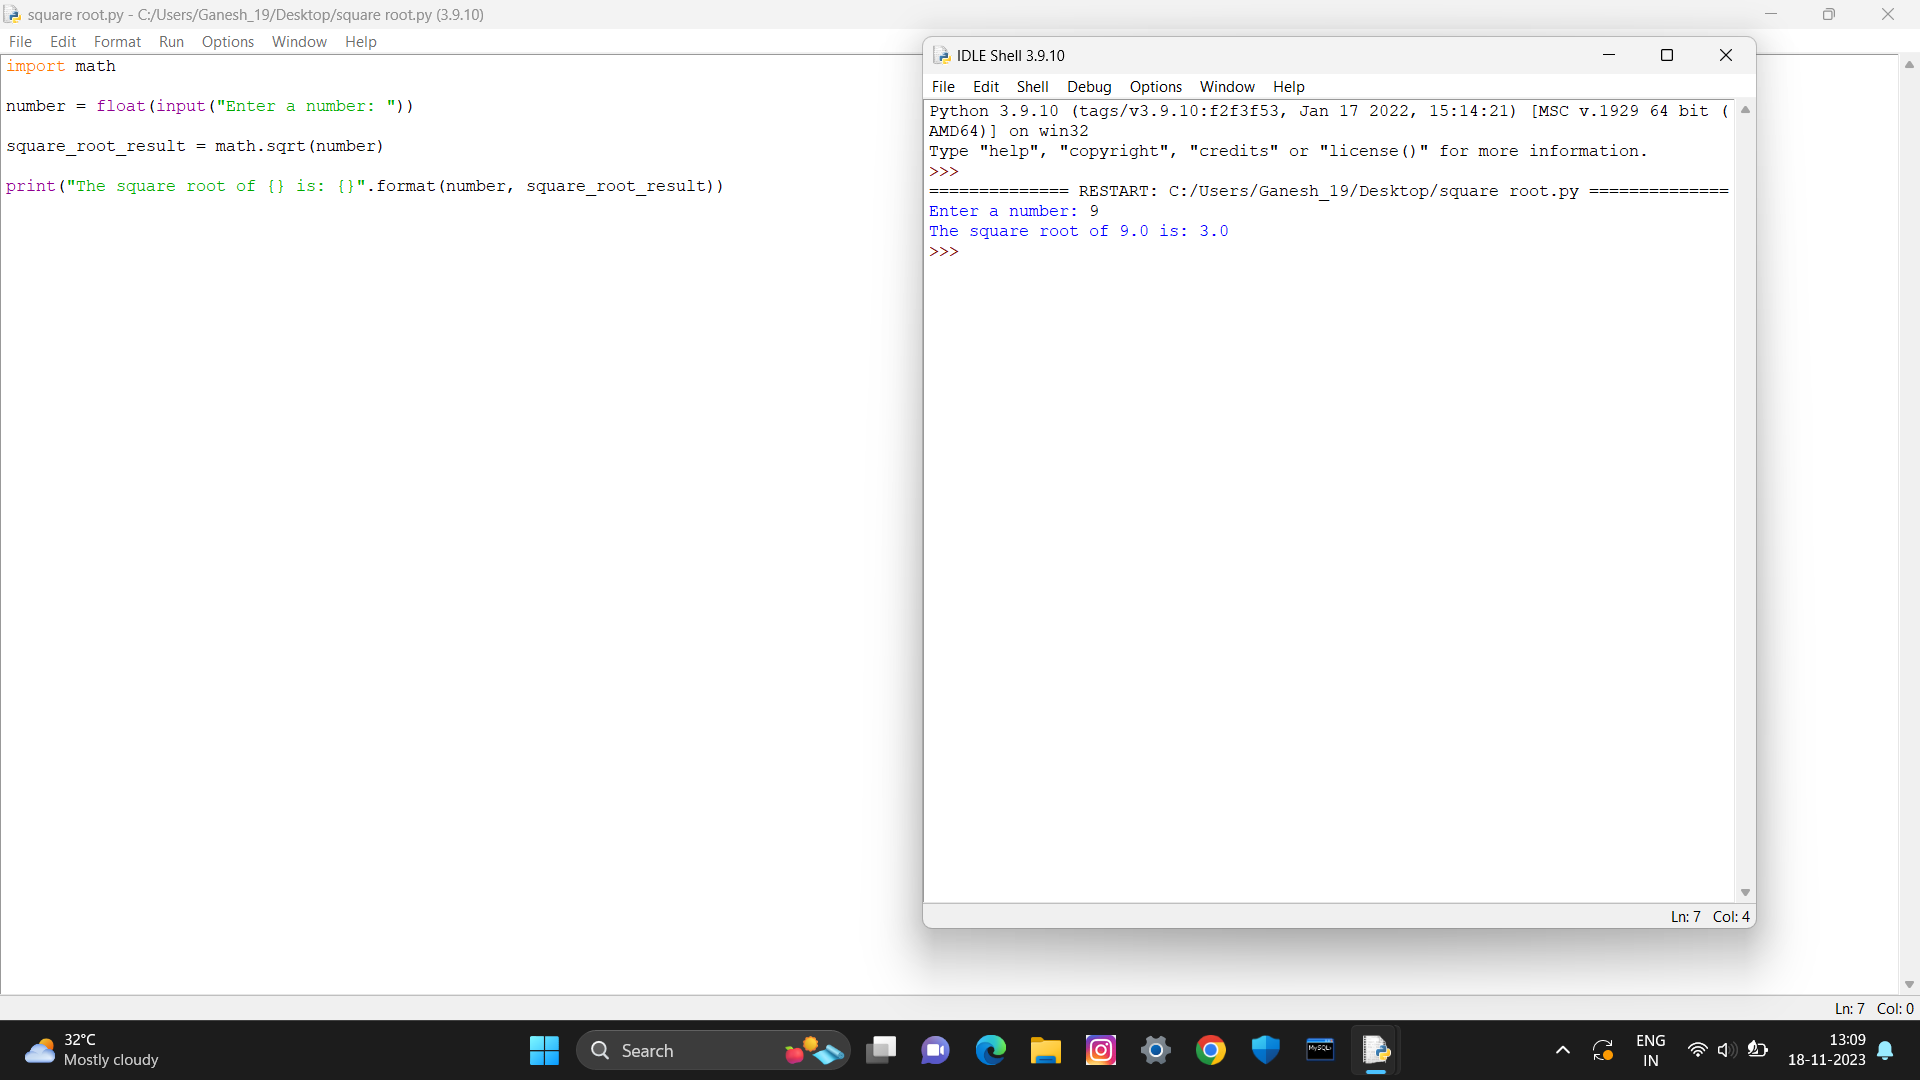 square root.py - C:/Users/Ganesh_19/Desktop/square root.py (3.9.10)
File Edit Format Run Options Window Help
import math
number = float(input("Enter a number: "))
square_root_result = math.sqrt(number)
print("The square root of {} is: {}".format(number, square_root_result))
IDLE Shell 3.9.10
File Edit Shell Debug Options Window Help
Python 3.9.10 (tags/v3.9.10:f2f3f53, Jan 17 2022, 15:14:21) [MSC v.1929 64 bit (
AMD64)] on win32
Type "help", "copyright", "credits" or "license()" for more information.
>>>
============== RESTART: C:/Users/Ganesh_19/Desktop/square root.py ==============
Enter a number: 9
The square root of 9.0 is: 3.0
>>>
Ln: 7 Col: 4
Ln: 7 Col: 0
32°C
Mostly cloudy
Search
MySQL
ENG
IN
13:09
18-11-2023